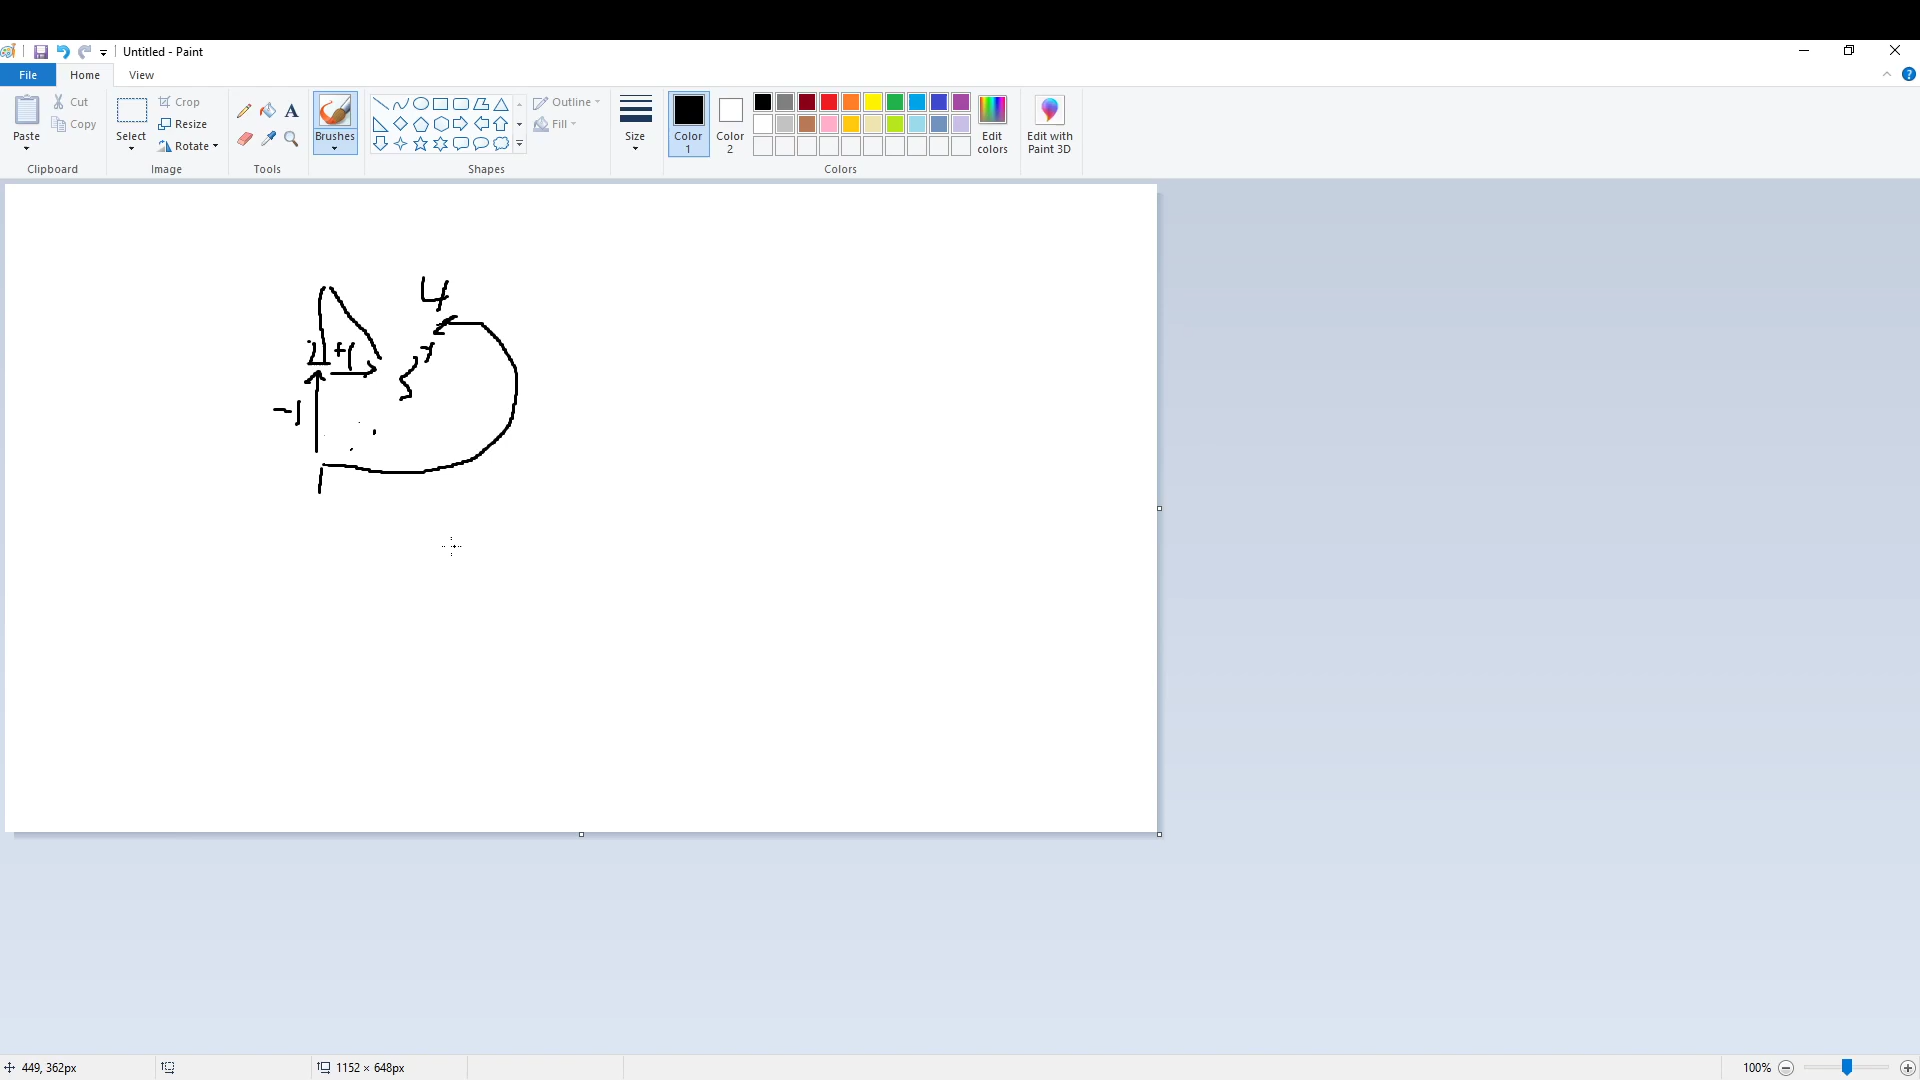 Untitled - Paint
File Home View
Paste
Cut
Copy
Clipboard
Select
Crop
Resize
Rotate
Image
A
Tools
Brushes
Shapes
Outline
Fill
Size
Color 1
Color 2
Edit colors
Colors
Edit with Paint 3D
4
+1
-1
1
449, 362px
1152 × 648px
100%